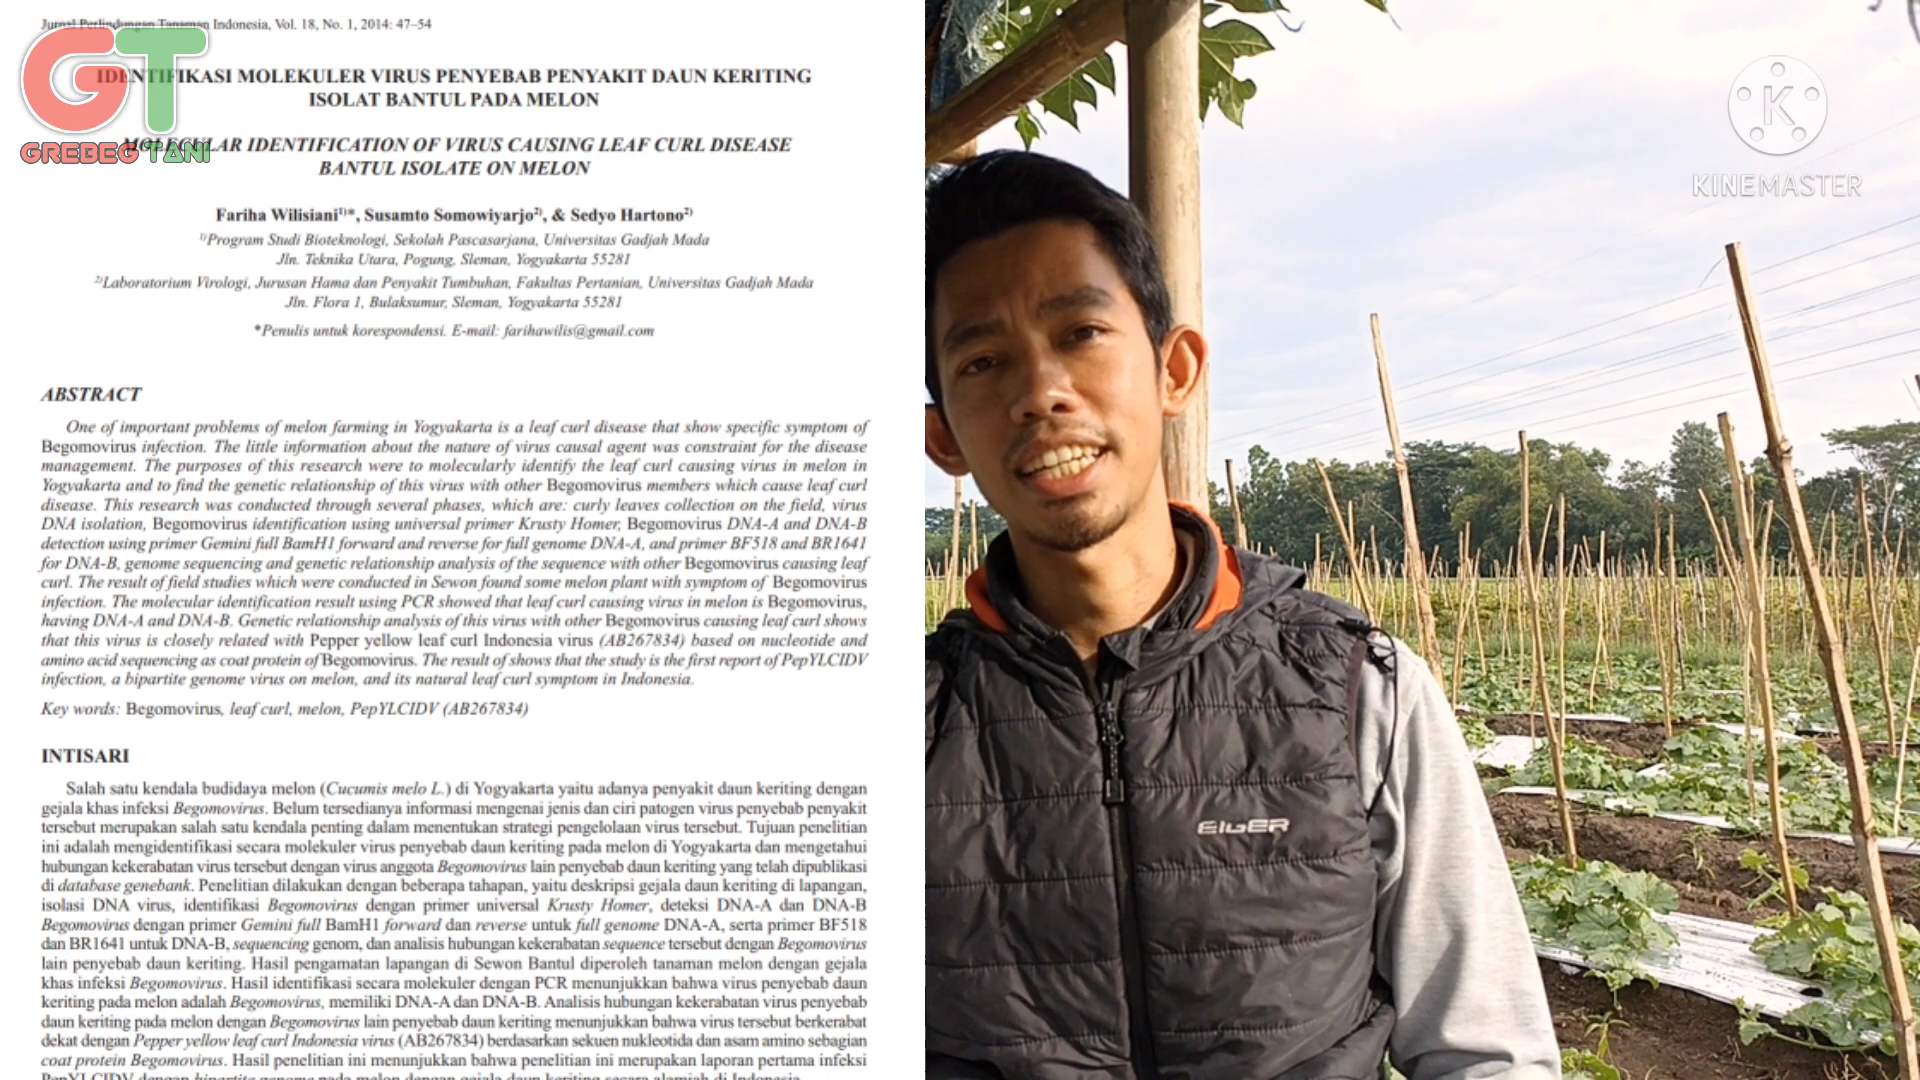 Jurnal Perlindungan Tanaman Indonesia, Vol. 18, No. 1, 2014: 47–54
GT
GREBEG TANI
IDENTIFIKASI MOLEKULER VIRUS PENYEBAB PENYAKIT DAUN KERITING
ISOLAT BANTUL PADA MELON
MOLECULAR IDENTIFICATION OF VIRUS CAUSING LEAF CURL DISEASE
BANTUL ISOLATE ON MELON
Fariha Wilisiani1)*, Susamto Somowiyarjo2), & Sedyo Hartono2)
1)Program Studi Bioteknologi, Sekolah Pascasarjana, Universitas Gadjah Mada
Jln. Teknika Utara, Pogung, Sleman, Yogyakarta 55281
2)Laboratorium Virologi, Jurusan Hama dan Penyakit Tumbuhan, Fakultas Pertanian, Universitas Gadjah Mada
Jln. Flora 1, Bulaksumur, Sleman, Yogyakarta 55281
*Penulis untuk korespondensi. E-mail: farihawilis@gmail.com
ABSTRACT
One of important problems of melon farming in Yogyakarta is a leaf curl disease that show specific symptom of
Begomovirus infection. The little information about the nature of virus causal agent was constraint for the disease
management. The purposes of this research were to molecularly identify the leaf curl causing virus in melon in
Yogyakarta and to find the genetic relationship of this virus with other Begomovirus members which cause leaf curl
disease. This research was conducted through several phases, which are: curly leaves collection on the field, virus
DNA isolation, Begomovirus identification using universal primer Krusty Homer, Begomovirus DNA-A and DNA-B
detection using primer Gemini full BamH1 forward and reverse for full genome DNA-A, and primer BF518 and BR1641
for DNA-B, genome sequencing and genetic relationship analysis of the sequence with other Begomovirus causing leaf
curl. The result of field studies which were conducted in Sewon found some melon plant with symptom of Begomovirus
infection. The molecular identification result using PCR showed that leaf curl causing virus in melon is Begomovirus,
having DNA-A and DNA-B. Genetic relationship analysis of this virus with other Begomovirus causing leaf curl shows
that this virus is closely related with Pepper yellow leaf curl Indonesia virus (AB267834) based on nucleotide and
amino acid sequencing as coat protein of Begomovirus. The result of shows that the study is the first report of PepYLCIDV
infection, a bipartite genome virus on melon, and its natural leaf curl symptom in Indonesia.
Key words: Begomovirus, leaf curl, melon, PepYLCIDV (AB267834)
INTISARI
Salah satu kendala budidaya melon (Cucumis melo L.) di Yogyakarta yaitu adanya penyakit daun keriting dengan
gejala khas infeksi Begomovirus. Belum tersedianya informasi mengenai jenis dan ciri patogen virus penyebab penyakit
tersebut merupakan salah satu kendala penting dalam menentukan strategi pengelolaan virus tersebut. Tujuan penelitian
ini adalah mengidentifikasi secara molekuler virus penyebab daun keriting pada melon di Yogyakarta dan mengetahui
hubungan kekerabatan virus tersebut dengan virus anggota Begomovirus lain penyebab daun keriting yang telah dipublikasi
di database genebank. Penelitian dilakukan dengan beberapa tahapan, yaitu deskripsi gejala daun keriting di lapangan,
isolasi DNA virus, identifikasi Begomovirus dengan primer universal Krusty Homer, deteksi DNA-A dan DNA-B
Begomovirus dengan primer Gemini full BamH1 forward dan reverse untuk full genome DNA-A, serta primer BF518
dan BR1641 untuk DNA-B, sequencing genom, dan analisis hubungan kekerabatan sequence tersebut dengan Begomovirus
lain penyebab daun keriting. Hasil pengamatan lapangan di Sewon Bantul diperoleh tanaman melon dengan gejala
khas infeksi Begomovirus. Hasil identifikasi secara molekuler dengan PCR menunjukkan bahwa virus penyebab daun
keriting pada melon adalah Begomovirus, memiliki DNA-A dan DNA-B. Analisis hubungan kekerabatan virus penyebab
daun keriting pada melon dengan Begomovirus lain penyebab daun keriting menunjukkan bahwa virus tersebut berkerabat
dekat dengan Pepper yellow leaf curl Indonesia virus (AB267834) berdasarkan sekuen nukleotida dan asam amino sebagian
coat protein Begomovirus. Hasil penelitian ini menunjukkan bahwa penelitian ini merupakan laporan pertama infeksi
PepYLCIDV dengan bipartite genome pada melon dengan gejala daun keriting secara alamiah di Indonesia.
K
KINEMASTER
EIGER